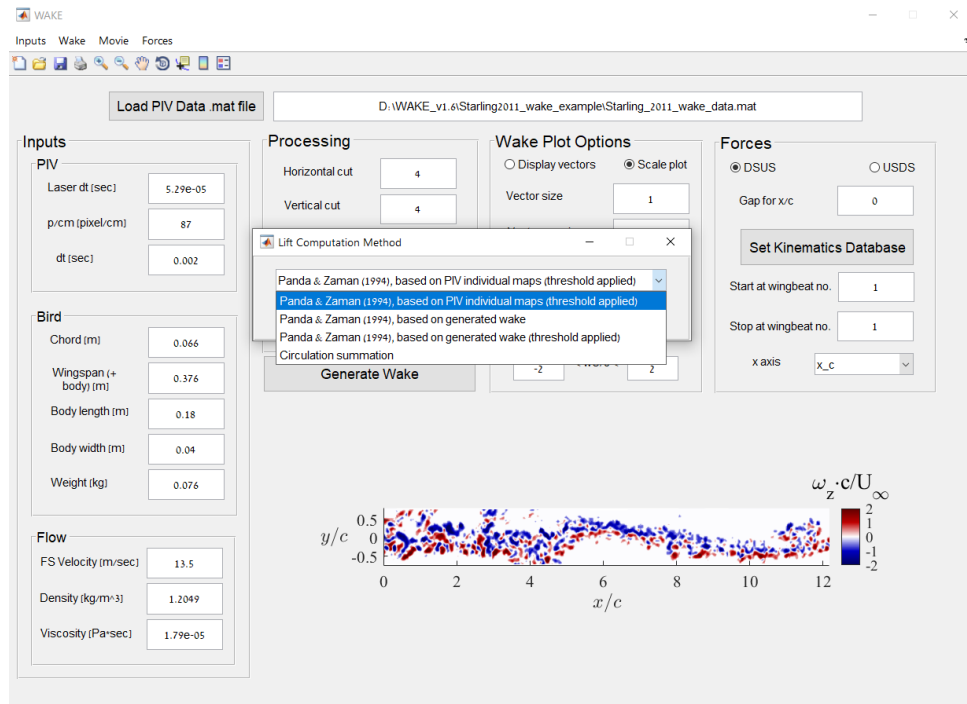 WAKE
Inputs Wake Movie Forces
Load PIV Data .mat file
D:\WAKE_v1.6\Starling2011_wake_example\Starling_2011_wake_data.mat
Inputs
PIV
Laser dt [sec] 5.29e-05
p/cm [pixel/cm] 87
dt [sec] 0.002
Bird
Chord [m] 0.066
Wingspan (+
body) [m] 0.376
Body length [m] 0.18
Body width [m] 0.04
Weight [kg] 0.076
Flow
FS Velocity [m/sec] 13.5
Density [kg/m^3] 1.2049
Viscosity [Pa*sec] 1.79e-05
Processing
Horizontal cut 4
Vertical cut 4
Generate Wake
Wake Plot Options
Display vectors Scale plot
Vector size 1
-2 2
Forces
DSUS USDS
Gap for x/c 0
Set Kinematics Database
Start at wingbeat no. 1
Stop at wingbeat no. 1
x axis x_c
Lift Computation Method
Panda & Zaman (1994), based on PIV individual maps (threshold applied)
Panda & Zaman (1994), based on PIV individual maps (threshold applied)
Panda & Zaman (1994), based on generated wake
Panda & Zaman (1994), based on generated wake (threshold applied)
Circulation summation
ω_z·c/U_∞
2
1
0
-1
-2
y/c
0.5
0
-0.5
0 2 4 6 8 10 12
x/c